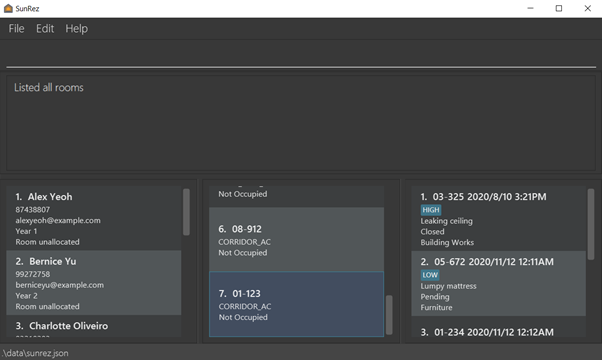 SunRez
File Edit Help
Listed all rooms
1. Alex Yeoh
87438807
alexyeoh@example.com
Year 1
Room unallocated
2. Bernice Yu
99272758
berniceyu@example.com
Year 2
Room unallocated
3. Charlotte Oliveiro
Not Occupied
6. 08-912
CORRIDOR_AC
Not Occupied
7. 01-123
CORRIDOR_AC
Not Occupied
1. 03-325 2020/8/10 3:21PM
HIGH
Leaking ceiling
Closed
Building Works
2. 05-672 2020/11/12 12:11AM
LOW
Lumpy mattress
Pending
Furniture
3. 01-234 2020/11/12 12:12AM
.\data\sunrez.json